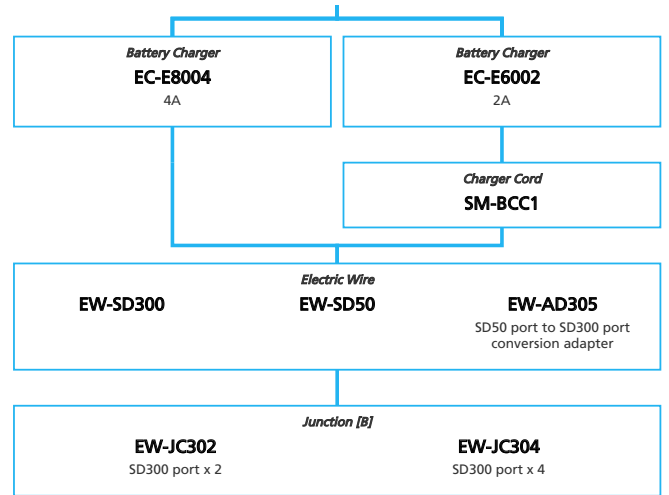 Battery Charger
EC-E8004
4A
Battery Charger
EC-E6002
2A
Charger Cord
SM-BCC1
Electric Wire
EW-SD300
EW-SD50
EW-AD305
SD50 port to SD300 port
conversion adapter
Junction [B]
EW-JC302
SD300 port x 2
EW-JC304
SD300 port x 4